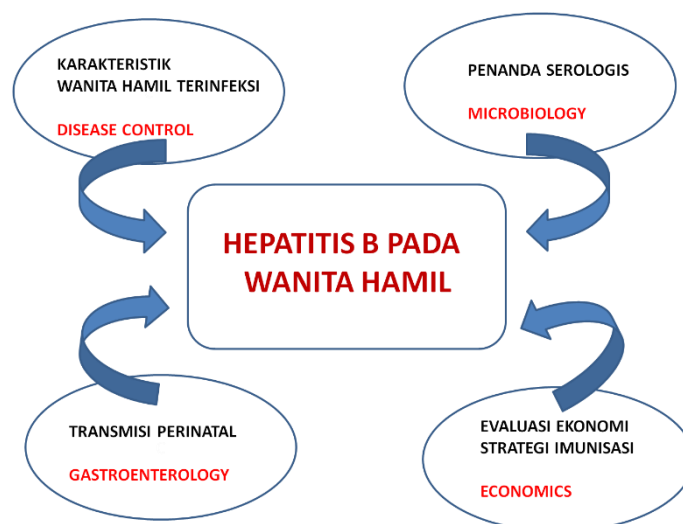 KARAKTERISTIK
WANITA HAMIL TERINFEKSI
DISEASE CONTROL
PENANDA SEROLOGIS
MICROBIOLOGY
HEPATITIS B PADA
WANITA HAMIL
TRANSMISI PERINATAL
GASTROENTEROLOGY
EVALUASI EKONOMI
STRATEGI IMUNISASI
ECONOMICS